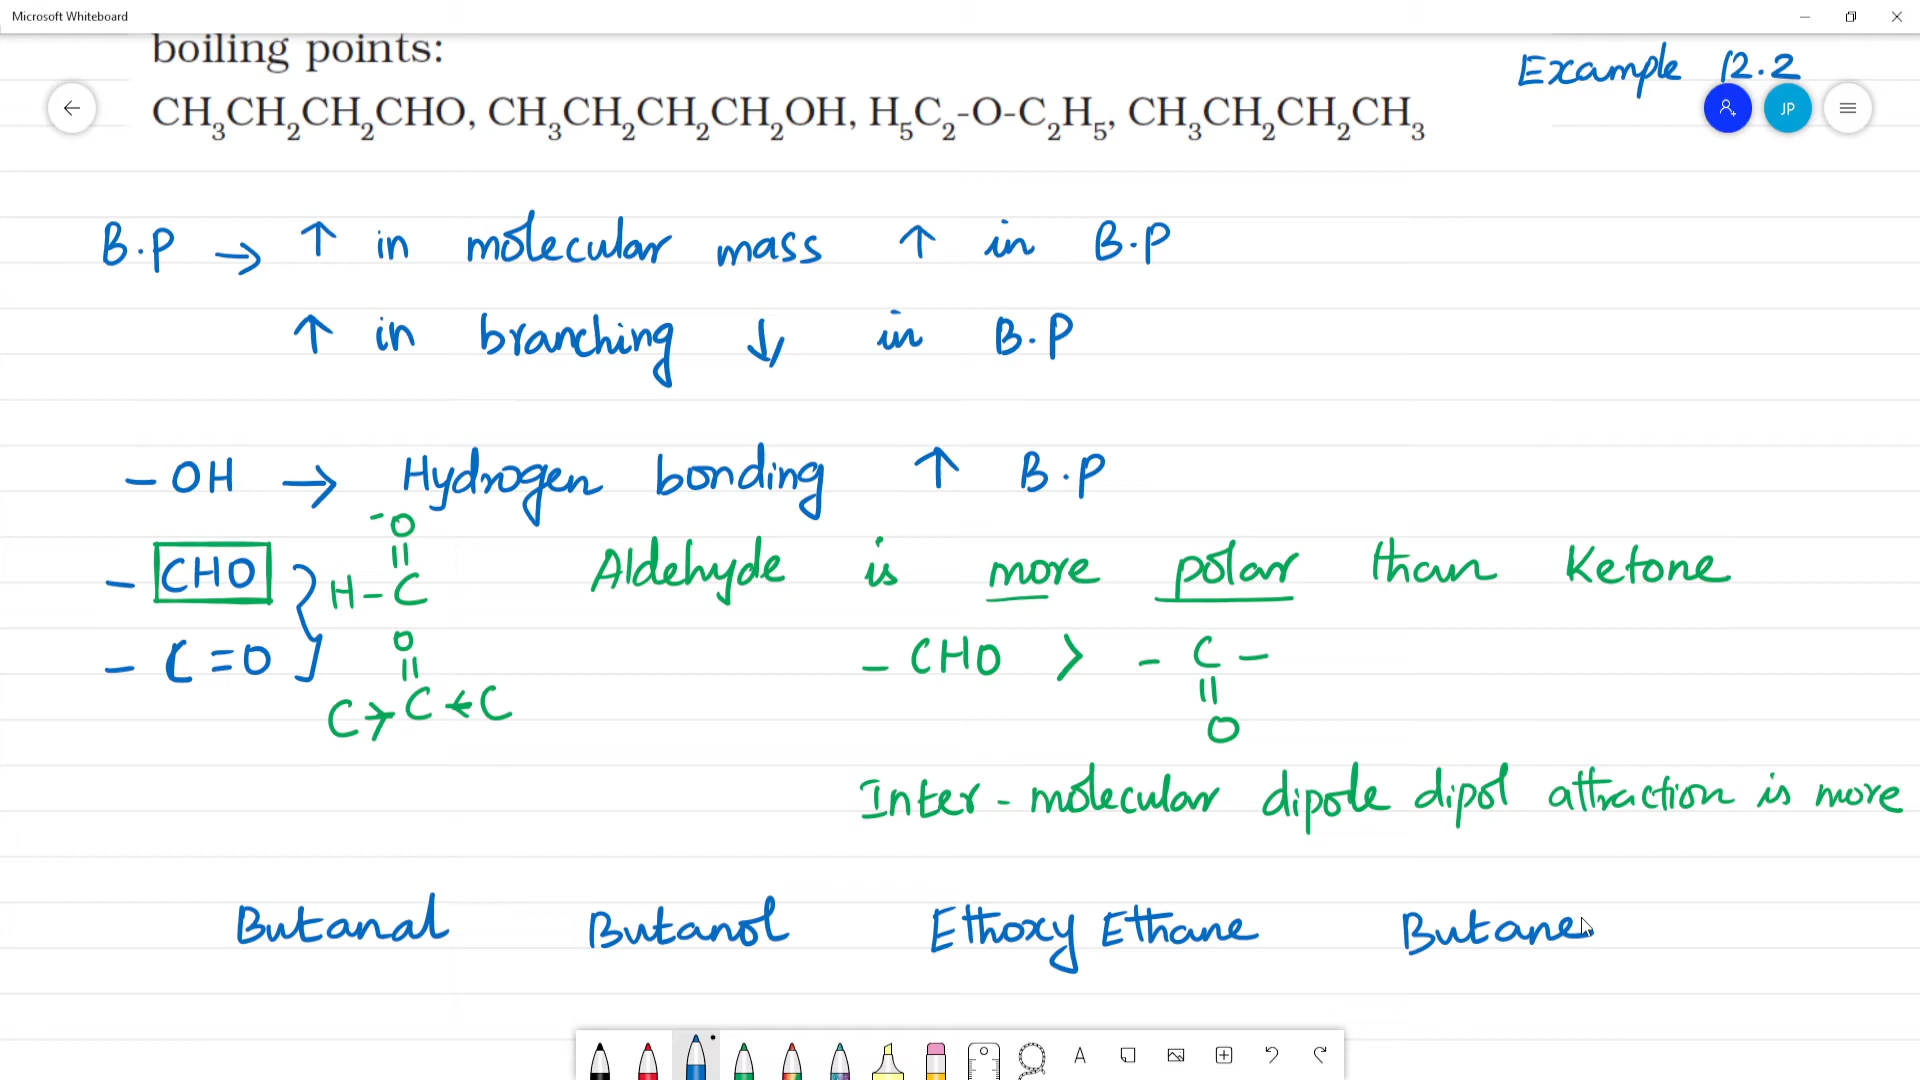 Microsoft Whiteboard
boiling points:
Example 12.2
CH₃CH₂CH₂CHO, CH₃CH₂CH₂CH₂OH, H₅C₂-O-C₂H₅, CH₃CH₂CH₂CH₃
JP
B.P → ↑ in molecular mass ↑ in B.P
↑ in branching ↓ in B.P
- OH → Hydrogen bonding ↑ B.P
-O
||
- CHO } H-C Aldehyde is more polar than Ketone
O
||
- C=O C→C←C - CHO > - C -
||
O
Inter-molecular dipole dipol attraction is more
Butanal Butanol Ethoxy Ethane Butane
A